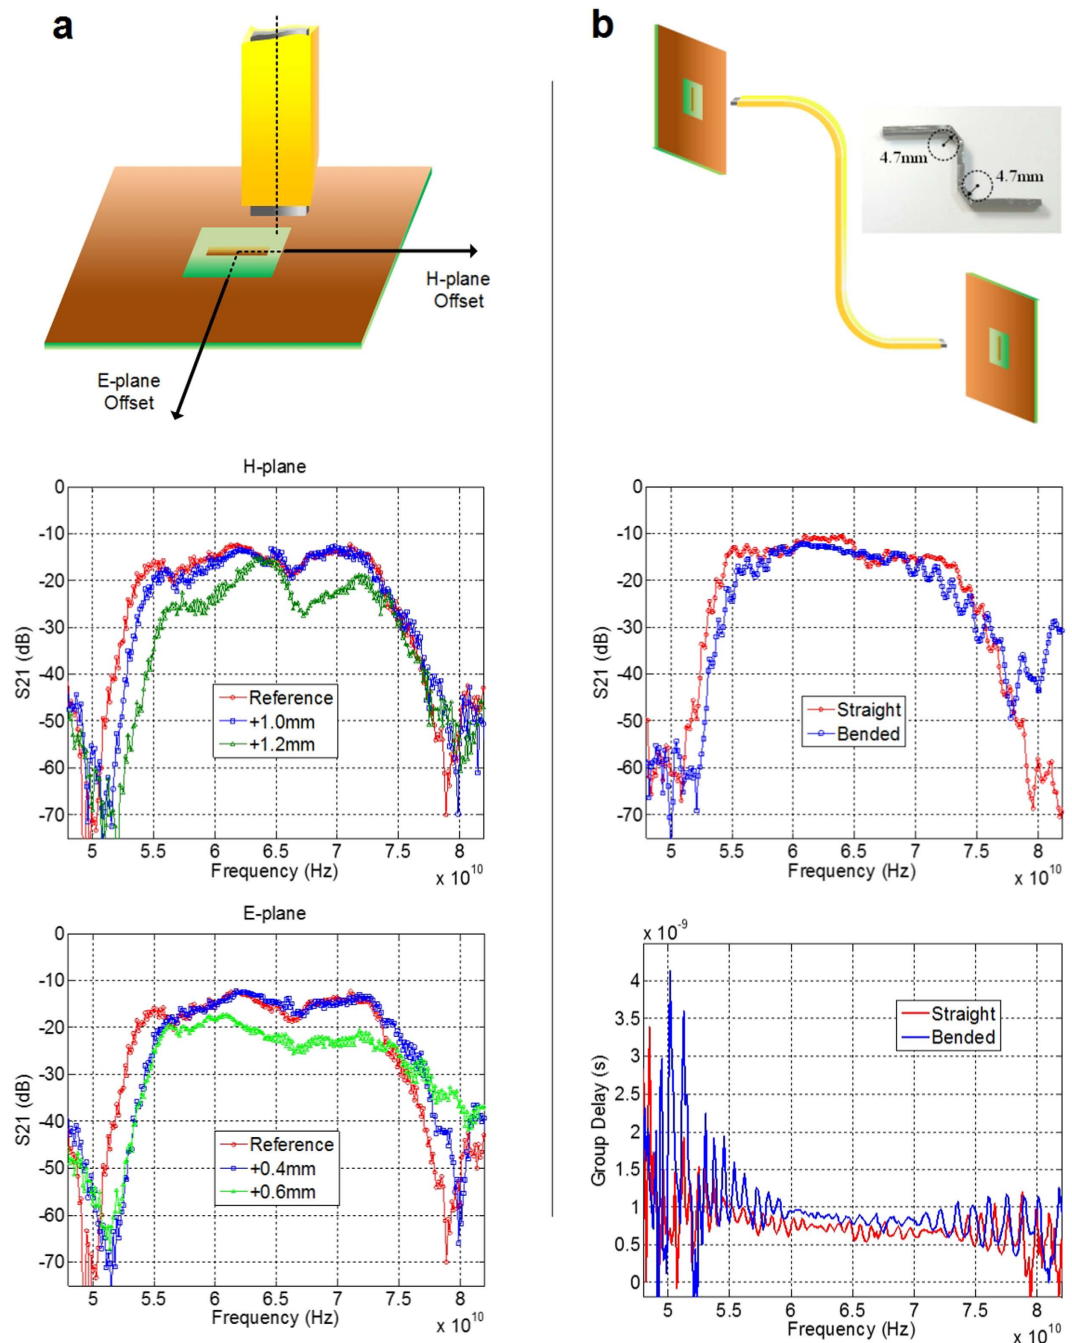 a
H-plane
Offset
E-plane
Offset
H-plane
0
-10
-20
-30
-40
-50
-60
-70
S21 (dB)
Reference
+1.0mm
+1.2mm
5
5.5
6
6.5
7
7.5
8
Frequency (Hz)
x 10^10
E-plane
0
-10
-20
-30
-40
-50
-60
-70
S21 (dB)
Reference
+0.4mm
+0.6mm
5
5.5
6
6.5
7
7.5
8
Frequency (Hz)
x 10^10
b
4.7mm
4.7mm
0
-10
-20
-30
-40
-50
-60
-70
S21 (dB)
Straight
Bended
5
5.5
6
6.5
7
7.5
8
Frequency (Hz)
x 10^10
x 10^-9
4
3.5
3
2.5
2
1.5
1
0.5
0
Group Delay (s)
Straight
Bended
5
5.5
6
6.5
7
7.5
8
Frequency (Hz)
x 10^10